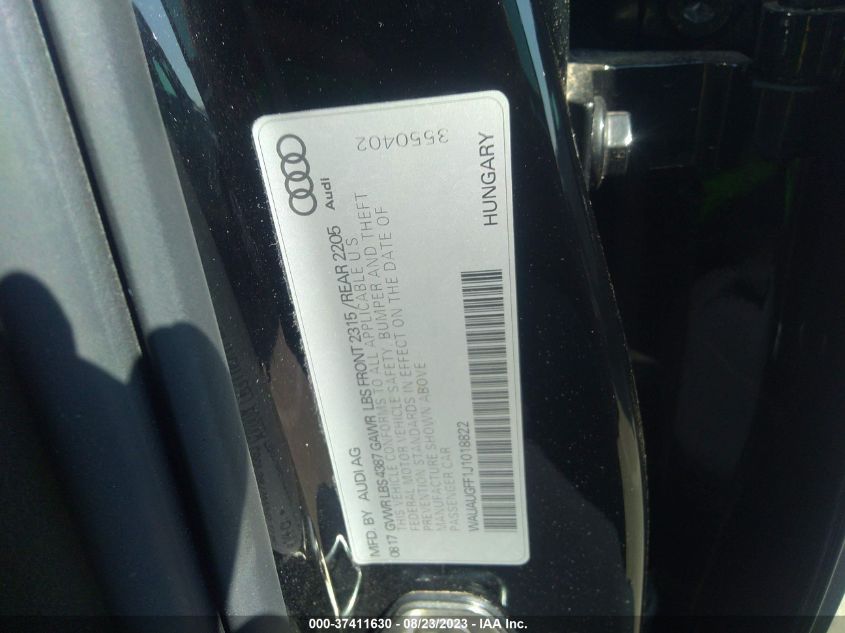 MFD. BY AUDI AG
0817 GVWR LBS 4387 GAWR LBS FRONT 2315 / REAR 2205
THIS VEHICLE CONFORMS TO ALL APPLICABLE U S
FEDERAL MOTOR VEHICLE SAFETY, BUMPER AND THEFT
PREVENTION STANDARDS IN EFFECT ON THE DATE OF
MANUFACTURE SHOWN ABOVE
PASSENGER CAR
WAUAUGFF1J1018822
Audi
3550402
HUNGARY
000-37411630 - 08/23/2023 - IAA Inc.